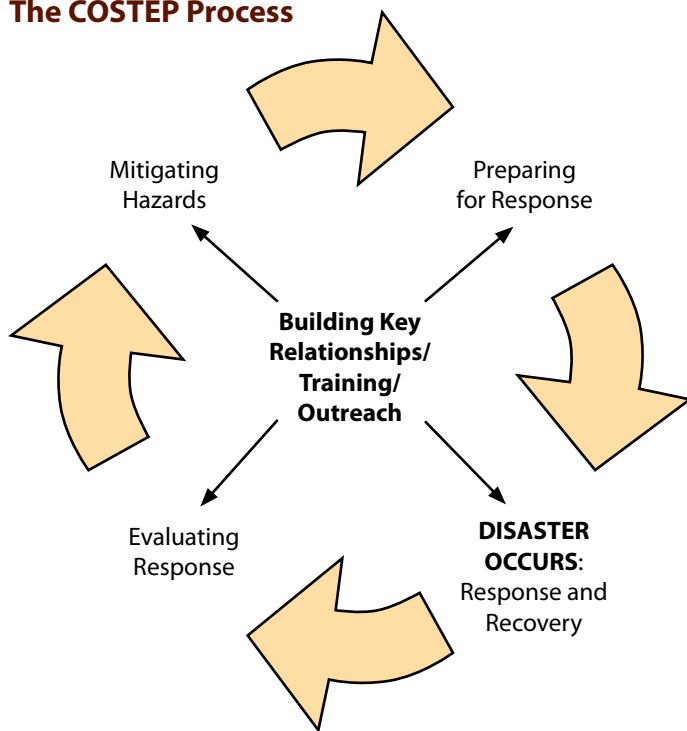 The COSTEP Process
Mitigating
Hazards
Preparing
for Response
Building Key
Relationships/
Training/
Outreach
Evaluating
Response
DISASTER
OCCURS:
Response and
Recovery